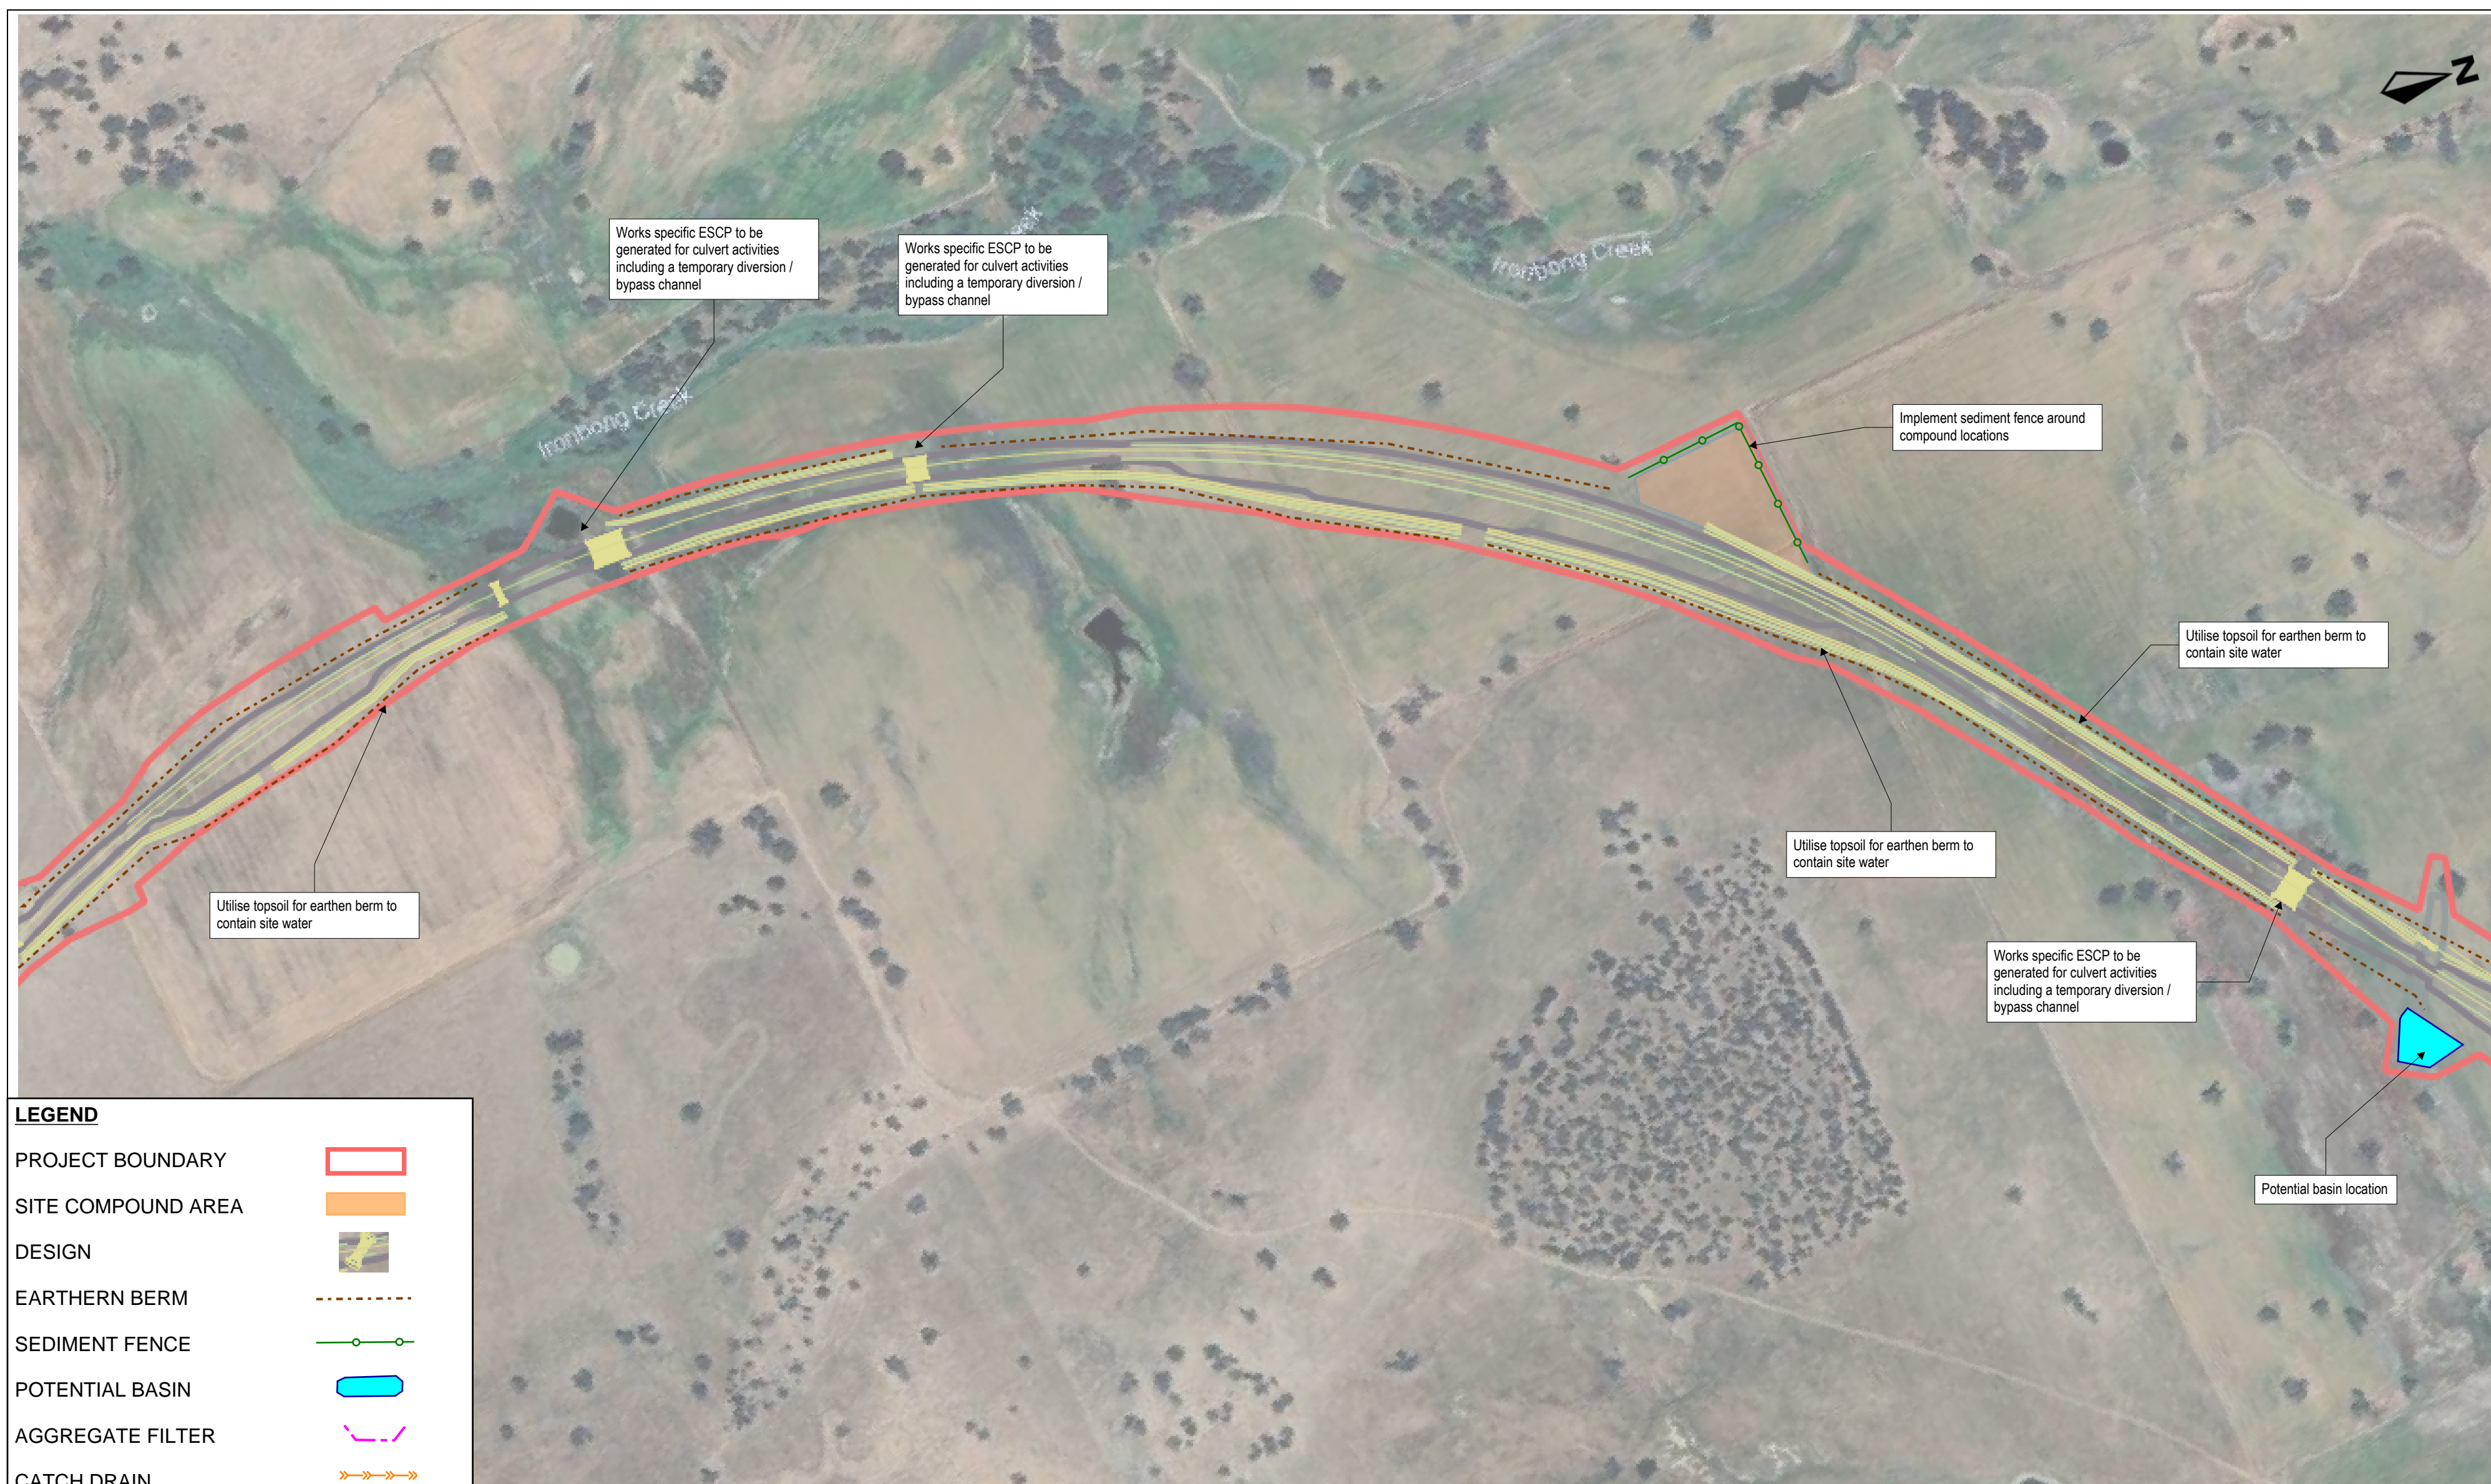 N
Works specific ESCP to be
generated for culvert activities
including a temporary diversion /
bypass channel
Works specific ESCP to be
generated for culvert activities
including a temporary diversion /
bypass channel
Ironbong Creek
Ironbong Creek
Implement sediment fence around
compound locations
Utilise topsoil for earthen berm to
contain site water
Utilise topsoil for earthen berm to
contain site water
Utilise topsoil for earthen berm to
contain site water
Works specific ESCP to be
generated for culvert activities
including a temporary diversion /
bypass channel
Potential basin location
LEGEND
PROJECT BOUNDARY
SITE COMPOUND AREA
DESIGN
EARTHERN BERM
SEDIMENT FENCE
POTENTIAL BASIN
AGGREGATE FILTER
CATCH DRAIN